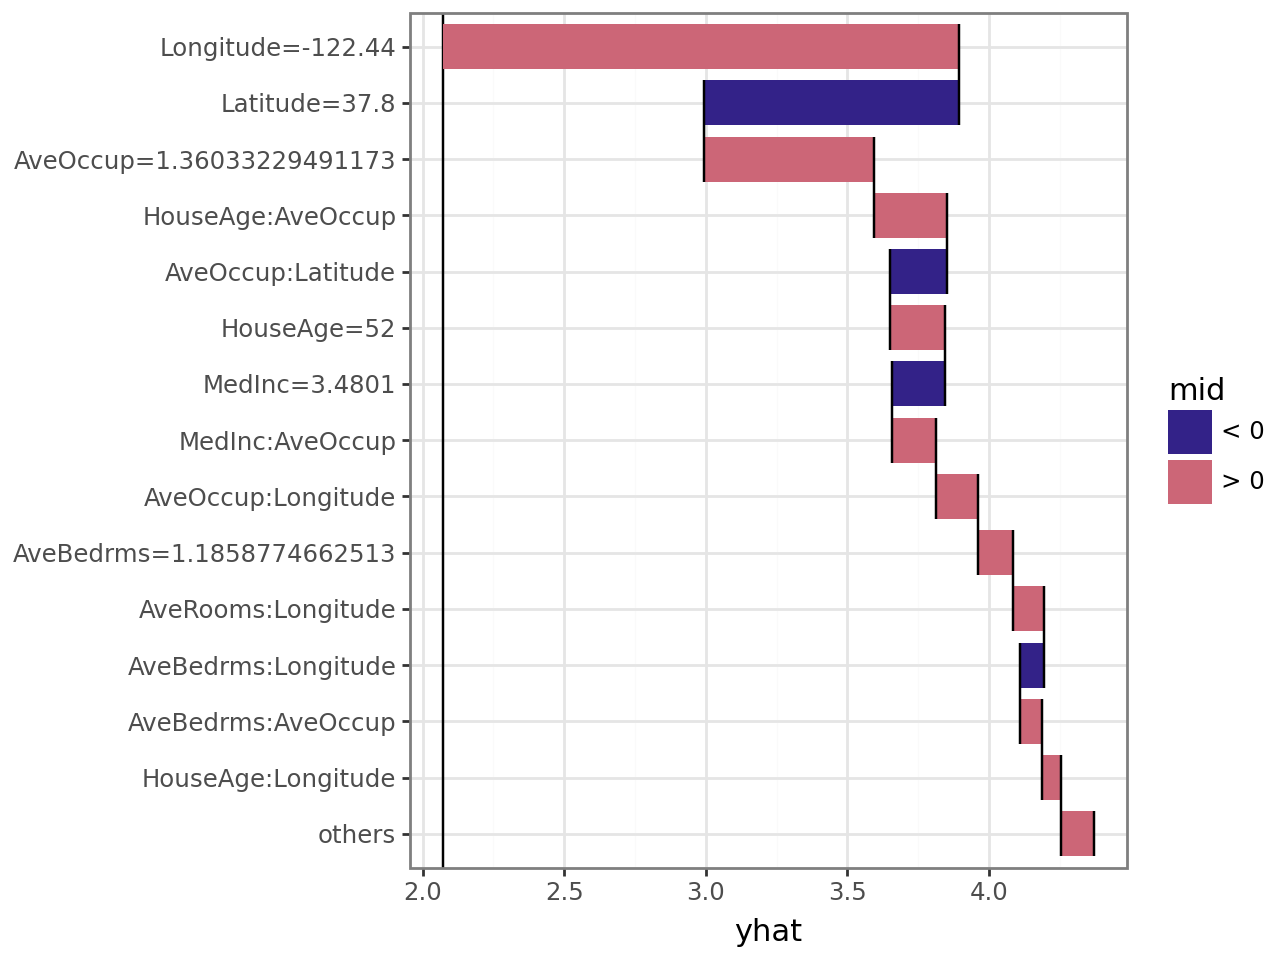 Longitude=-122.44
Latitude=37.8
AveOccup=1.36033229491173
HouseAge:AveOccup
AveOccup:Latitude
HouseAge=52
MedInc=3.4801
MedInc:AveOccup
AveOccup:Longitude
AveBedrms=1.1858774662513
AveRooms:Longitude
AveBedrms:Longitude
AveBedrms:AveOccup
HouseAge:Longitude
others
2.0 2.5 3.0 3.5 4.0
yhat
mid
< 0
> 0